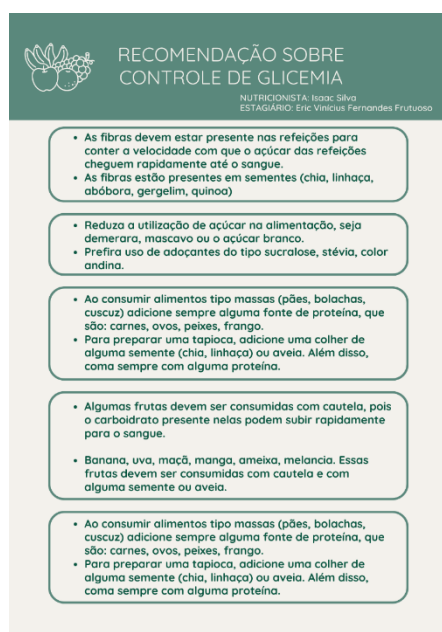 RECOMENDAÇÃO SOBRE
CONTROLE DE GLICEMIA
NUTRICIONISTA: Isaac Silva
ESTAGIÁRIO: Eric Vinícius Fernandes Frutuoso
• As fibras devem estar presente nas refeições para
conter a velocidade com que o açúcar das refeições
cheguem rapidamente até o sangue.
• As fibras estão presentes em sementes (chia, linhaça,
abóbora, gergelim, quinoa)
• Reduza a utilização de açúcar na alimentação, seja
demerara, mascavo ou o açúcar branco.
• Prefira uso de adoçantes do tipo sucralose, stévia, color
andina.
• Ao consumir alimentos tipo massas (pães, bolachas,
cuscuz) adicione sempre alguma fonte de proteína, que
são: carnes, ovos, peixes, frango.
• Para preparar uma tapioca, adicione uma colher de
alguma semente (chia, linhaça) ou aveia. Além disso,
coma sempre com alguma proteína.
• Algumas frutas devem ser consumidas com cautela, pois
o carboidrato presente nelas podem subir rapidamente
para o sangue.
• Banana, uva, maçã, manga, ameixa, melancia. Essas
frutas devem ser consumidas com cautela e com
alguma semente ou aveia.
• Ao consumir alimentos tipo massas (pães, bolachas,
cuscuz) adicione sempre alguma fonte de proteína, que
são: carnes, ovos, peixes, frango.
• Para preparar uma tapioca, adicione uma colher de
alguma semente (chia, linhaça) ou aveia. Além disso,
coma sempre com alguma proteína.